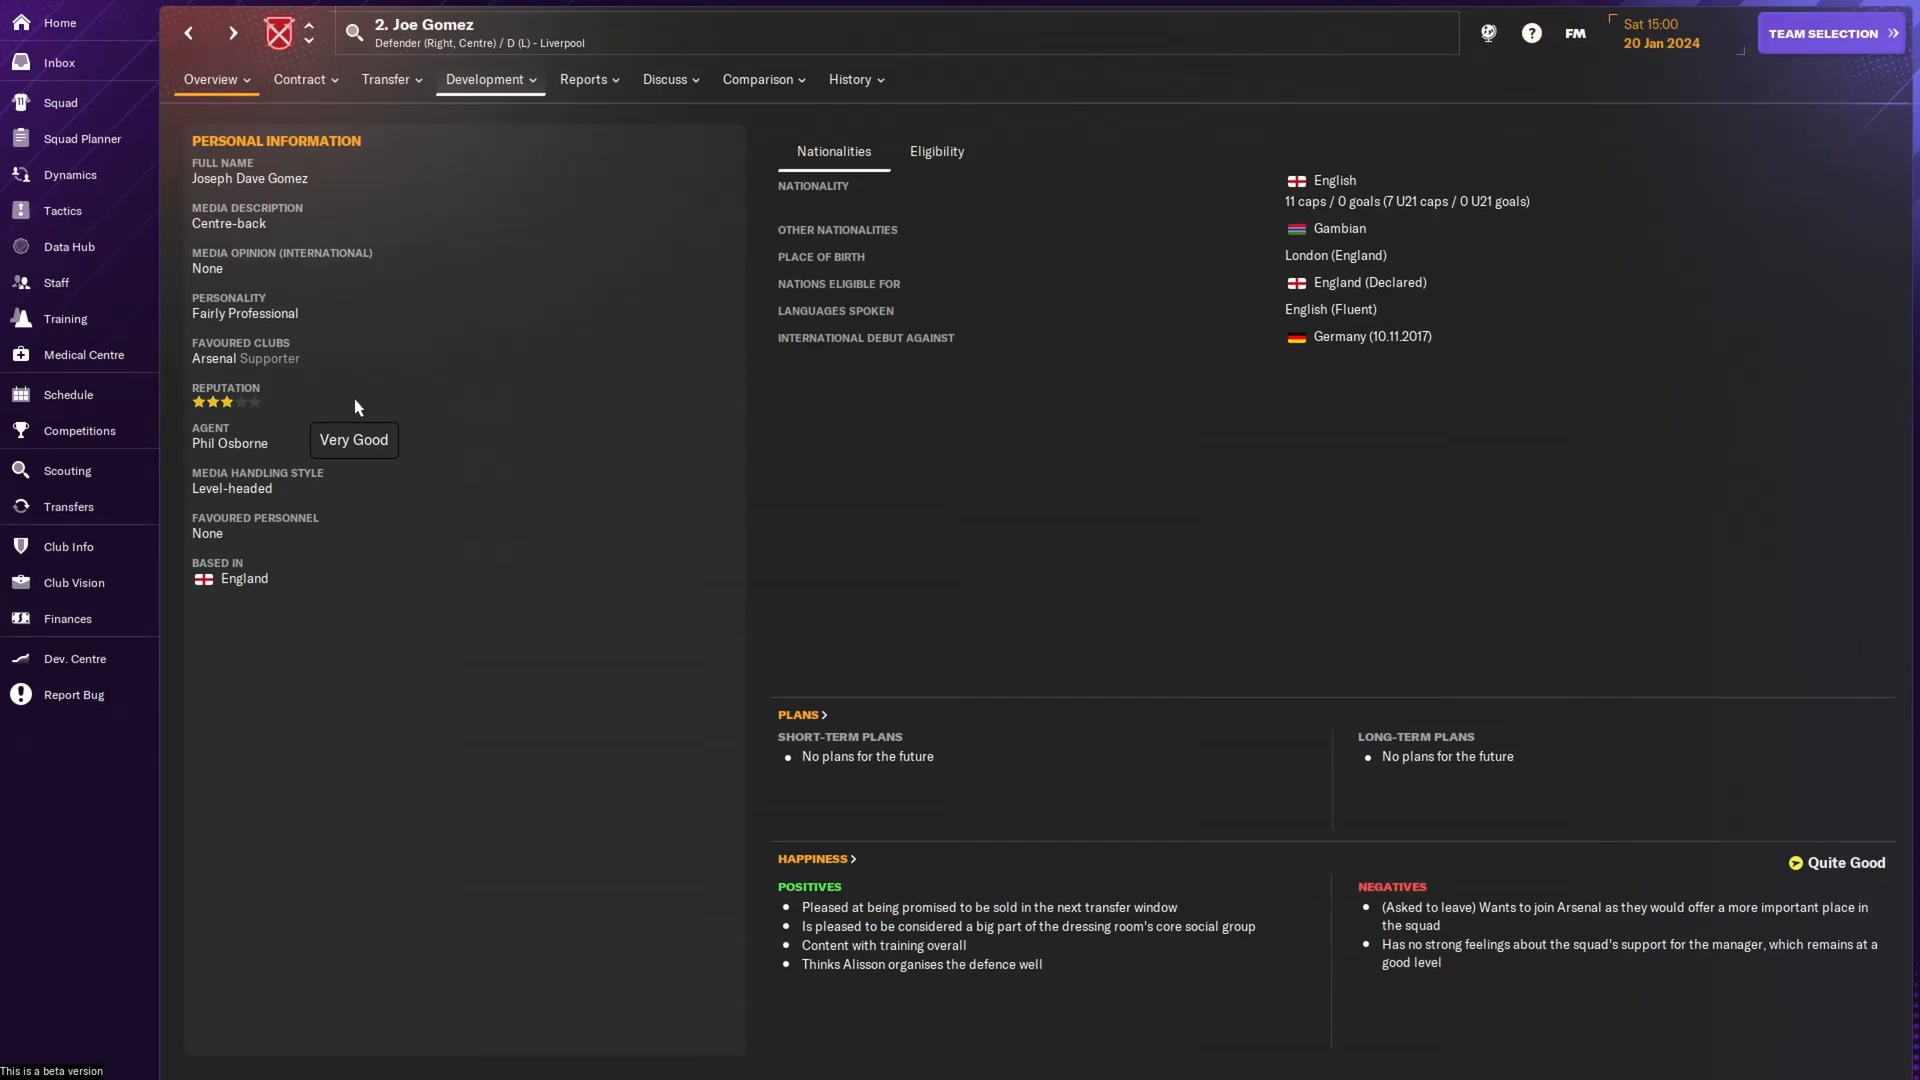 Home
Inbox
Squad
Squad Planner
Dynamics
Tactics
Data Hub
Staff
Training
Medical Centre
Schedule
Competitions
Scouting
Transfers
Club Info
Club Vision
Finances
Dev. Centre
Report Bug
This is a beta version
2. Joe Gomez
Defender (Right, Centre) / D (L) - Liverpool
?
FM
Sat 15:00
20 Jan 2024
TEAM SELECTION
Overview
Contract
Transfer
Development
Reports
Discuss
Comparison
History
PERSONAL INFORMATION
FULL NAME
Joseph Dave Gomez
MEDIA DESCRIPTION
Centre-back
MEDIA OPINION (INTERNATIONAL)
None
PERSONALITY
Fairly Professional
FAVOURED CLUBS
Arsenal Supporter
REPUTATION
AGENT
Phil Osborne
Very Good
MEDIA HANDLING STYLE
Level-headed
FAVOURED PERSONNEL
None
BASED IN
England
Nationalities
Eligibility
NATIONALITY
English
11 caps / 0 goals (7 U21 caps / 0 U21 goals)
OTHER NATIONALITIES
Gambian
PLACE OF BIRTH
London (England)
NATIONS ELIGIBLE FOR
England (Declared)
LANGUAGES SPOKEN
English (Fluent)
INTERNATIONAL DEBUT AGAINST
Germany (10.11.2017)
PLANS
SHORT-TERM PLANS
No plans for the future
LONG-TERM PLANS
No plans for the future
HAPPINESS
Quite Good
POSITIVES
Pleased at being promised to be sold in the next transfer window
Is pleased to be considered a big part of the dressing room's core social group
Content with training overall
Thinks Alisson organises the defence well
NEGATIVES
(Asked to leave) Wants to join Arsenal as they would offer a more important place in
the squad
Has no strong feelings about the squad's support for the manager, which remains at a
good level